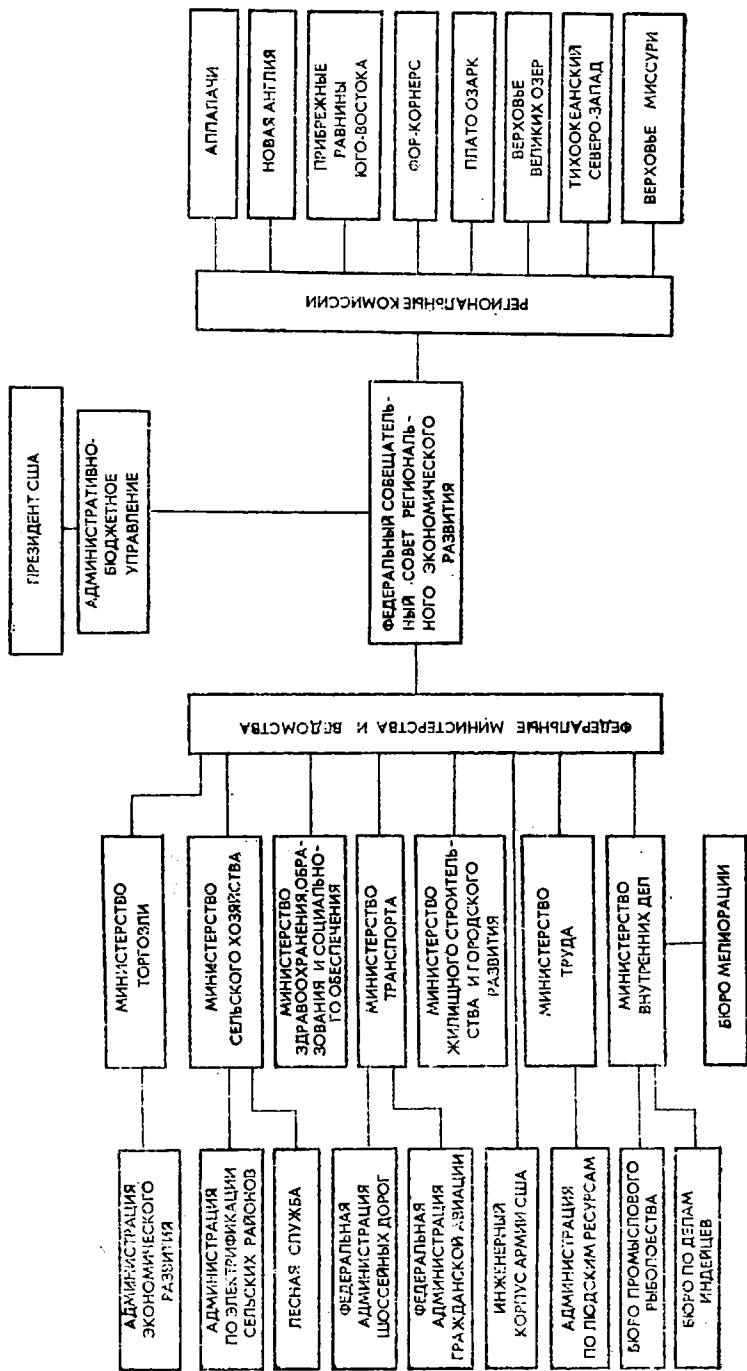 ПРЕЗИДЕНТ США
АДМИНИСТРАТИВНО-
БЮДЖЕТНОЕ
УПРАВЛЕНИЕ
ФЕДЕРАЛЬНЫЙ СОВЕЩАТЕЛЬ-
НЫЙ СОВЕТ РЕГИОНАЛЬ-
НОГО ЭКОНОМИЧЕСКОГО
РАЗВИТИЯ
ФЕДЕРАЛЬНЫЕ МИНИСТЕРСТВА И ВЕДОМСТВА
РЕГИОНАЛЬНЫЕ КОМИССИИ
МИНИСТЕРСТВО
ТОРГОВЛИ
МИНИСТЕРСТВО
СЕЛЬСКОГО ХОЗЯЙСТВА
МИНИСТЕРСТВО
ЗДРАВООХРАНЕНИЯ, ОБРА-
ЗОВАНИЯ И СОЦИАЛЬНО-
ГО ОБЕСПЕЧЕНИЯ
МИНИСТЕРСТВО
ТРАНСПОРТА
МИНИСТЕРСТВО
ЖИЛИЩНОГО СТРОИТЕЛЬ-
СТВА И ГОРОДСКОГО
РАЗВИТИЯ
МИНИСТЕРСТВО
ТРУДА
МИНИСТЕРСТВО
ВНУТРЕННИХ ДЕЛ
БЮРО МЕЛИОРАЦИИ
АДМИНИСТРАЦИЯ
ЭКОНОМИЧЕСКОГО
РАЗВИТИЯ
АДМИНИСТРАЦИЯ
ПО ЭЛЕКТРИФИКАЦИИ
СЕЛЬСКИХ РАЙОНОВ
ЛЕСНАЯ СЛУЖБА
ФЕДЕРАЛЬНАЯ
АДМИНИСТРАЦИЯ
ШОССЕЙНЫХ ДОРОГ
ФЕДЕРАЛЬНАЯ
АДМИНИСТРАЦИЯ
ГРАЖДАНСКОЙ АВИАЦИИ
ИНЖЕНЕРНЫЙ
КОРПУС АРМИИ США
АДМИНИСТРАЦИЯ
ПО ЛЮДСКИМ РЕСУРСАМ
БЮРО ПРОМЫСЛОВОГО
РЫБОЛОВСТВА
БЮРО ПО ДЕЛАМ
ИНДЕЙЦЕВ
АППАЛАЧИ
НОВАЯ АНГЛИЯ
ПРИБРЕЖНЫЕ
РАВНИНЫ
ЮГО-ВОСТОКА
ФОР-КОРНЕРС
ПЛАТО ОЗАРК
ВЕРХОВЬЕ
ВЕЛИКИХ ОЗЕР
ТИХООКЕАНСКИЙ
СЕВЕРО-ЗАПАД
ВЕРХОВЬЕ МИССУРИ